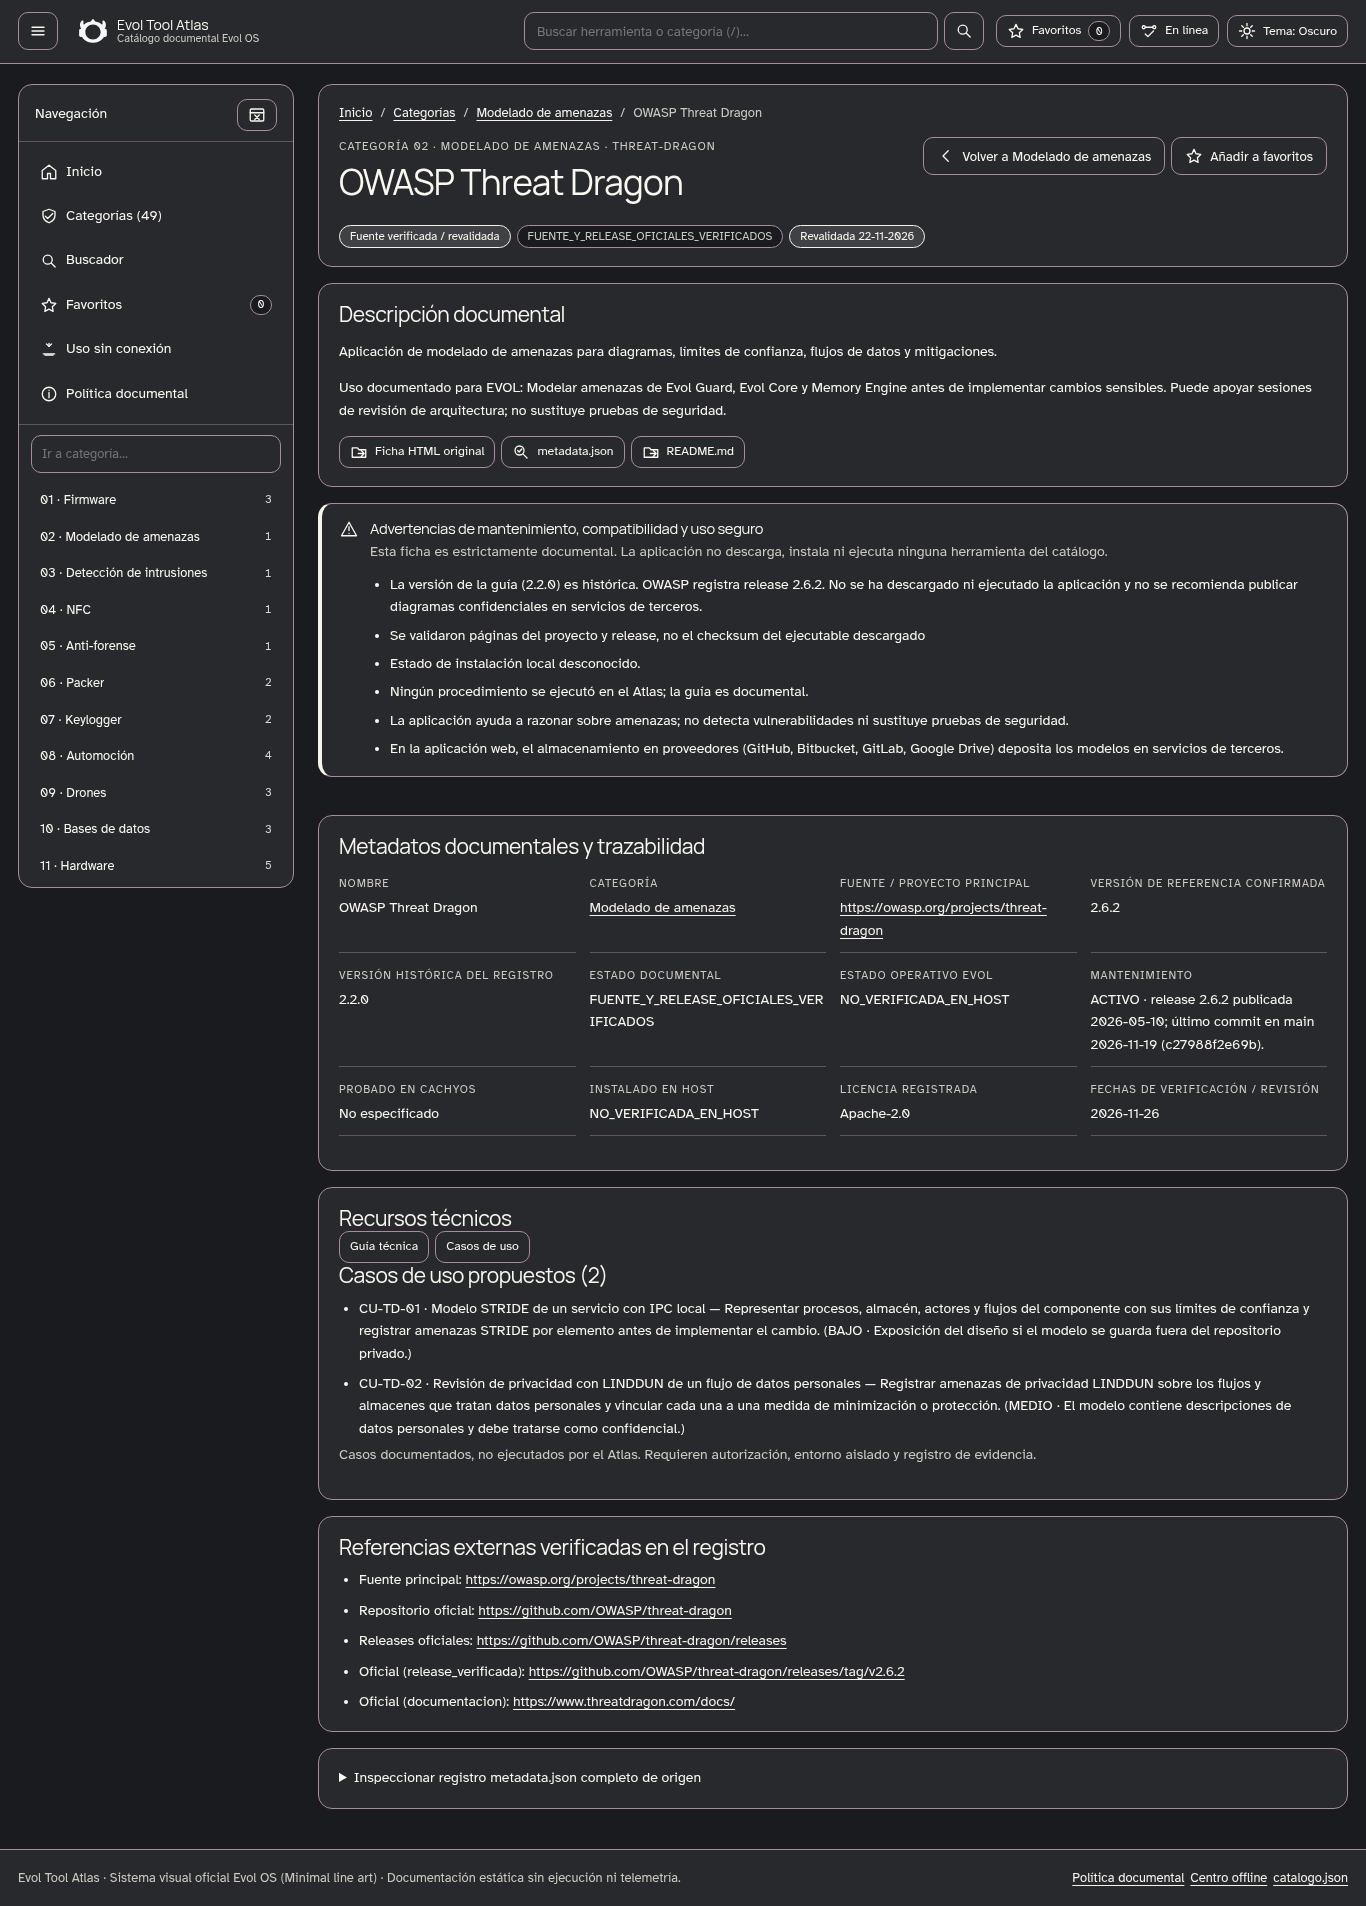 Evol Tool Atlas
Catálogo documental Evol OS
Buscar herramienta o categoría (/)...
Favoritos 0
En línea
Tema: Oscuro
Navegación
Inicio
Categorías (49)
Buscador
Favoritos 0
Uso sin conexión
Política documental
Ir a categoría...
01 · Firmware 3
02 · Modelado de amenazas 1
03 · Detección de intrusiones 1
04 · NFC 1
05 · Anti-forense 1
06 · Packer 2
07 · Keylogger 2
08 · Automoción 4
09 · Drones 3
10 · Bases de datos 3
11 · Hardware 5
Inicio / Categorías / Modelado de amenazas / OWASP Threat Dragon
CATEGORÍA 02 · MODELADO DE AMENAZAS · THREAT-DRAGON
OWASP Threat Dragon
Volver a Modelado de amenazas
Añadir a favoritos
Fuente verificada / revalidada
FUENTE_Y_RELEASE_OFICIALES_VERIFICADOS
Revalidada 22-11-2026
Descripción documental
Aplicación de modelado de amenazas para diagramas, límites de confianza, flujos de datos y mitigaciones.
Uso documentado para EVOL: Modelar amenazas de Evol Guard, Evol Core y Memory Engine antes de implementar cambios sensibles. Puede apoyar sesiones
de revisión de arquitectura; no sustituye pruebas de seguridad.
Ficha HTML original
metadata.json
README.md
Advertencias de mantenimiento, compatibilidad y uso seguro
Esta ficha es estrictamente documental. La aplicación no descarga, instala ni ejecuta ninguna herramienta del catálogo.
• La versión de la guía (2.2.0) es histórica. OWASP registra release 2.6.2. No se ha descargado ni ejecutado la aplicación y no se recomienda publicar
diagramas confidenciales en servicios de terceros.
• Se validaron páginas del proyecto y release, no el checksum del ejecutable descargado
• Estado de instalación local desconocido.
• Ningún procedimiento se ejecutó en el Atlas; la guía es documental.
• La aplicación ayuda a razonar sobre amenazas; no detecta vulnerabilidades ni sustituye pruebas de seguridad.
• En la aplicación web, el almacenamiento en proveedores (GitHub, Bitbucket, GitLab, Google Drive) deposita los modelos en servicios de terceros.
Metadatos documentales y trazabilidad
NOMBRE
OWASP Threat Dragon
CATEGORÍA
Modelado de amenazas
FUENTE / PROYECTO PRINCIPAL
https://owasp.org/projects/threat-
dragon
VERSIÓN DE REFERENCIA CONFIRMADA
2.6.2
VERSIÓN HISTÓRICA DEL REGISTRO
2.2.0
ESTADO DOCUMENTAL
FUENTE_Y_RELEASE_OFICIALES_VER
IFICADOS
ESTADO OPERATIVO EVOL
NO_VERIFICADA_EN_HOST
MANTENIMIENTO
ACTIVO · release 2.6.2 publicada
2026-05-10; último commit en main
2026-11-19 (c27988f2e69b).
PROBADO EN CACHYOS
No especificado
INSTALADO EN HOST
NO_VERIFICADA_EN_HOST
LICENCIA REGISTRADA
Apache-2.0
FECHAS DE VERIFICACIÓN / REVISIÓN
2026-11-26
Recursos técnicos
Guía técnica
Casos de uso
Casos de uso propuestos (2)
• CU-TD-01 · Modelo STRIDE de un servicio con IPC local — Representar procesos, almacén, actores y flujos del componente con sus límites de confianza y
registrar amenazas STRIDE por elemento antes de implementar el cambio. (BAJO · Exposición del diseño si el modelo se guarda fuera del repositorio
privado.)
• CU-TD-02 · Revisión de privacidad con LINDDUN de un flujo de datos personales — Registrar amenazas de privacidad LINDDUN sobre los flujos y
almacenes que tratan datos personales y vincular cada una a una medida de minimización o protección. (MEDIO · El modelo contiene descripciones de
datos personales y debe tratarse como confidencial.)
Casos documentados, no ejecutados por el Atlas. Requieren autorización, entorno aislado y registro de evidencia.
Referencias externas verificadas en el registro
• Fuente principal: https://owasp.org/projects/threat-dragon
• Repositorio oficial: https://github.com/OWASP/threat-dragon
• Releases oficiales: https://github.com/OWASP/threat-dragon/releases
• Oficial (release_verificada): https://github.com/OWASP/threat-dragon/releases/tag/v2.6.2
• Oficial (documentacion): https://www.threatdragon.com/docs/
Inspeccionar registro metadata.json completo de origen
Evol Tool Atlas · Sistema visual oficial Evol OS (Minimal line art) · Documentación estática sin ejecución ni telemetría.
Política documental Centro offline catalogo.json